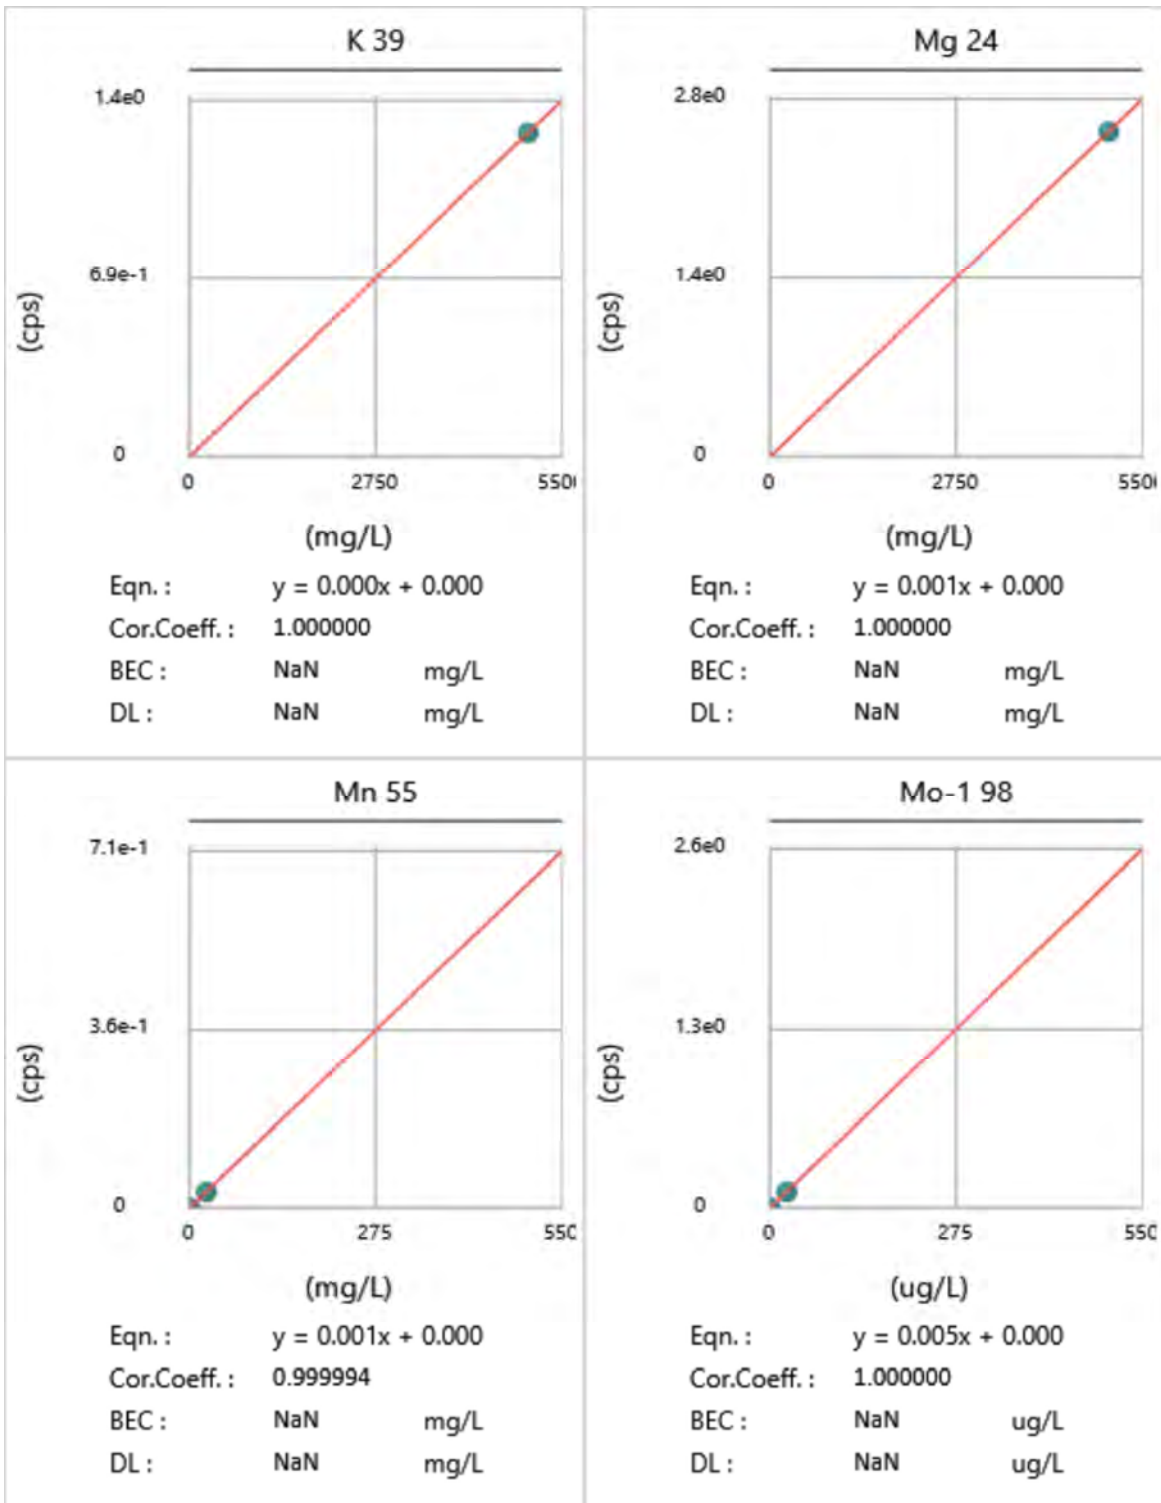 K 39
1.4e0
6.9e-1
(cps)
0
0 2750 550
(mg/L)
Eqn. : y = 0.000x + 0.000
Cor.Coeff. : 1.000000
BEC : NaN mg/L
DL : NaN mg/L
Mg 24
2.8e0
1.4e0
(cps)
0
0 2750 550
(mg/L)
Eqn. : y = 0.001x + 0.000
Cor.Coeff. : 1.000000
BEC : NaN mg/L
DL : NaN mg/L
Mn 55
7.1e-1
3.6e-1
(cps)
0
0 275 550
(mg/L)
Eqn. : y = 0.001x + 0.000
Cor.Coeff. : 0.999994
BEC : NaN mg/L
DL : NaN mg/L
Mo-1 98
2.6e0
1.3e0
(cps)
0
0 275 550
(ug/L)
Eqn. : y = 0.005x + 0.000
Cor.Coeff. : 1.000000
BEC : NaN ug/L
DL : NaN ug/L